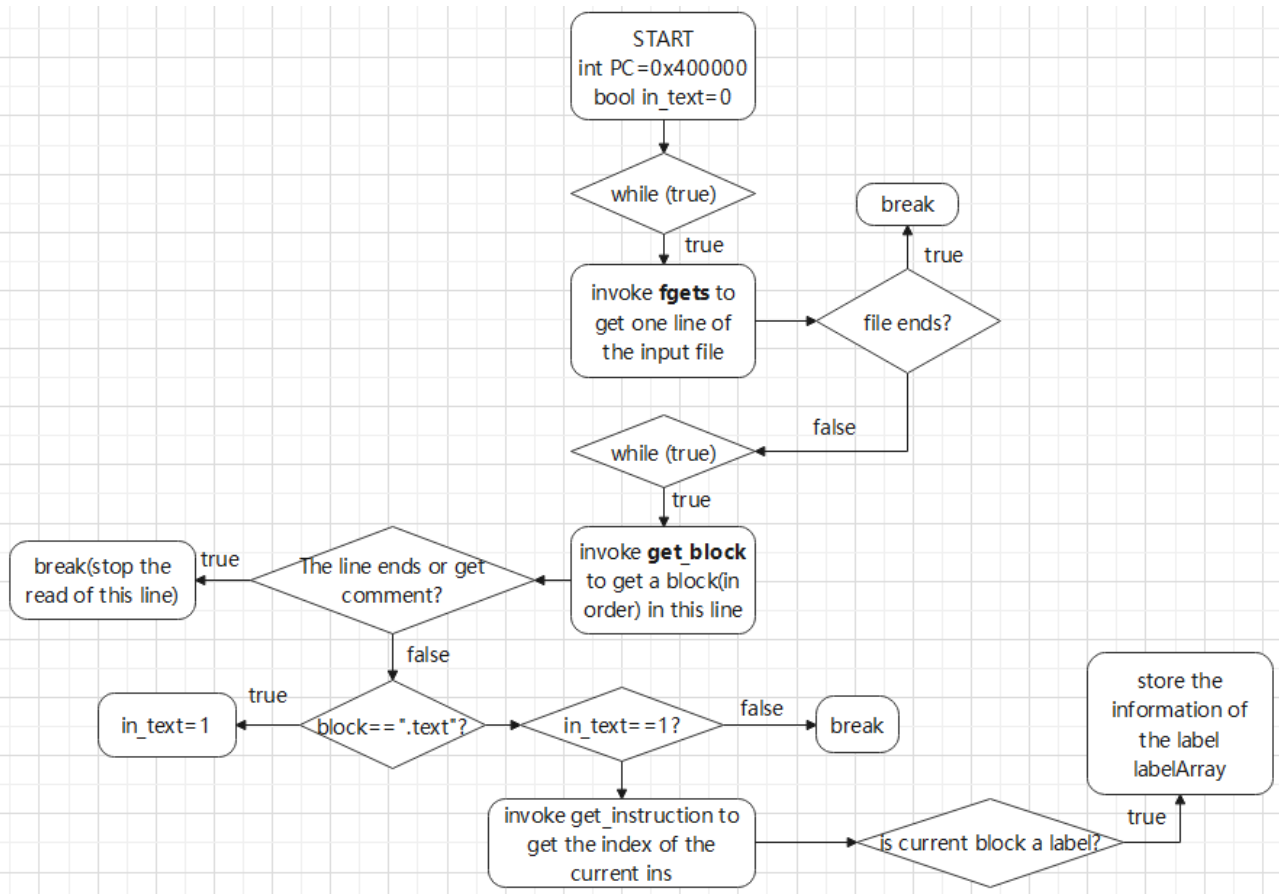 START
int PC=0x400000
bool in_text=0
while (true)
break
true
true
invoke fgets to
get one line of
the input file
file ends?
false
while (true)
true
break(stop the
read of this line)
true
The line ends or get
comment?
invoke get_block
to get a block(in
order) in this line
false
in_text=1
true
block==".text"?
in_text==1?
false
break
store the
information of
the label
labelArray
true
invoke get_instruction to
get the index of the
current ins
is current block a label?